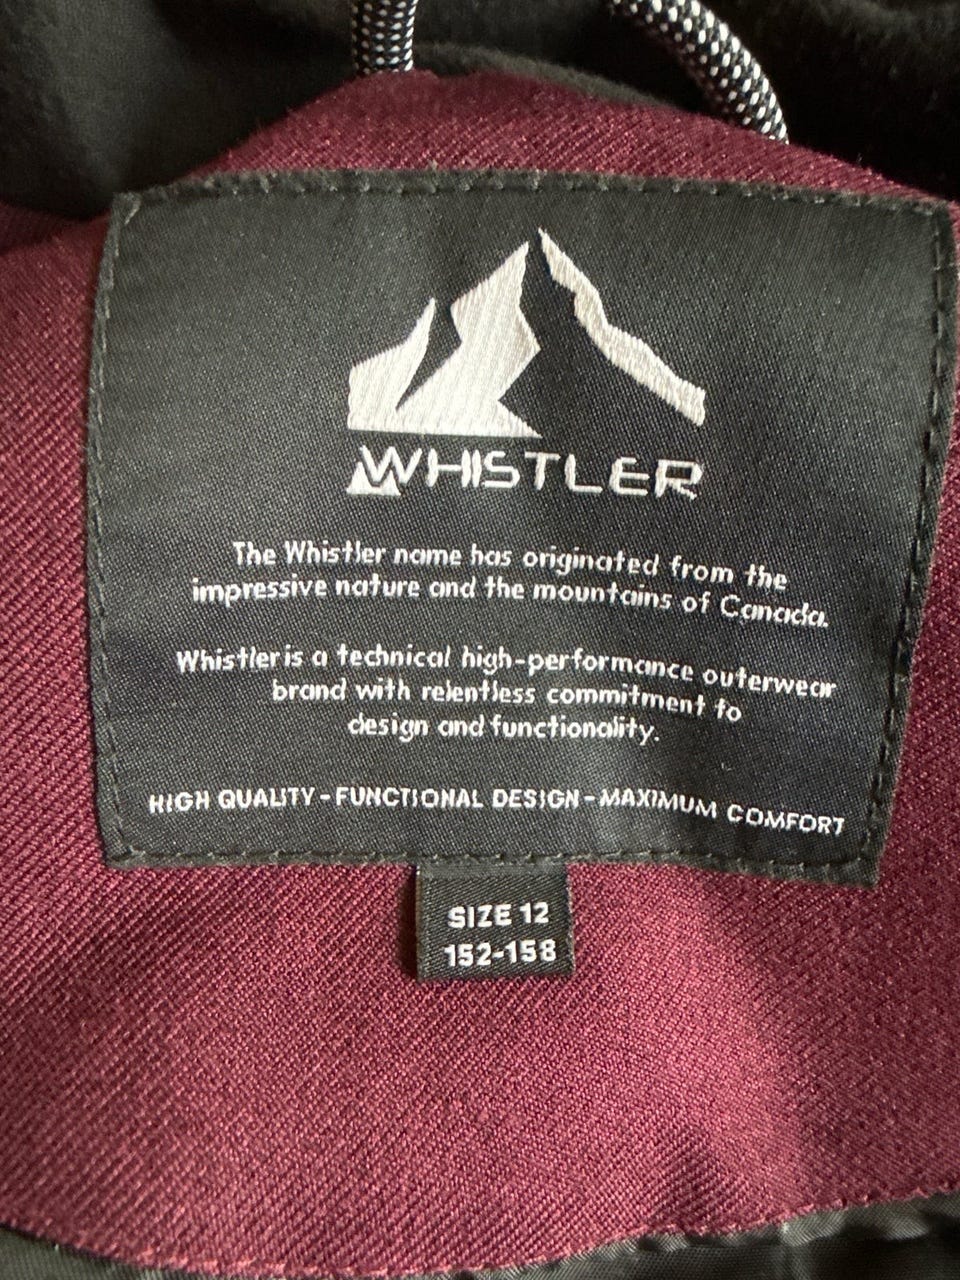 WHISTLER
The Whistler name has originated from the
impressive nature and the mountains of Canada.
Whistler is a technical high-performance outerwear
brand with relentless commitment to
design and functionality.
HIGH QUALITY - FUNCTIONAL DESIGN - MAXIMUM COMFORT
SIZE 12
152-158